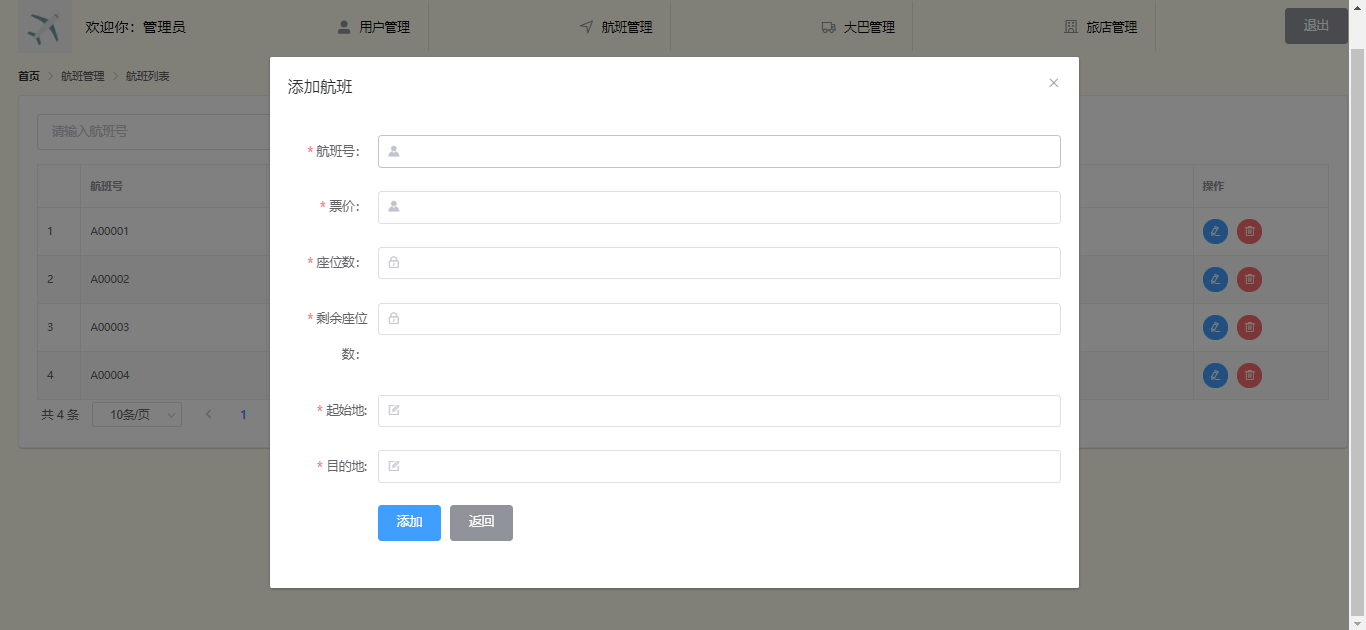 欢迎你：管理员
用户管理
航班管理
大巴管理
旅店管理
退出
首页 > 航班管理 > 航班列表
添加航班
请输入航班号
*航班号：
航班号
操作
*票价：
1 A00001
*座位数：
2 A00002
*剩余座位
数：
3 A00003
4 A00004
*起始地:
共 4 条 10条/页 < 1
*目的地:
添加
返回